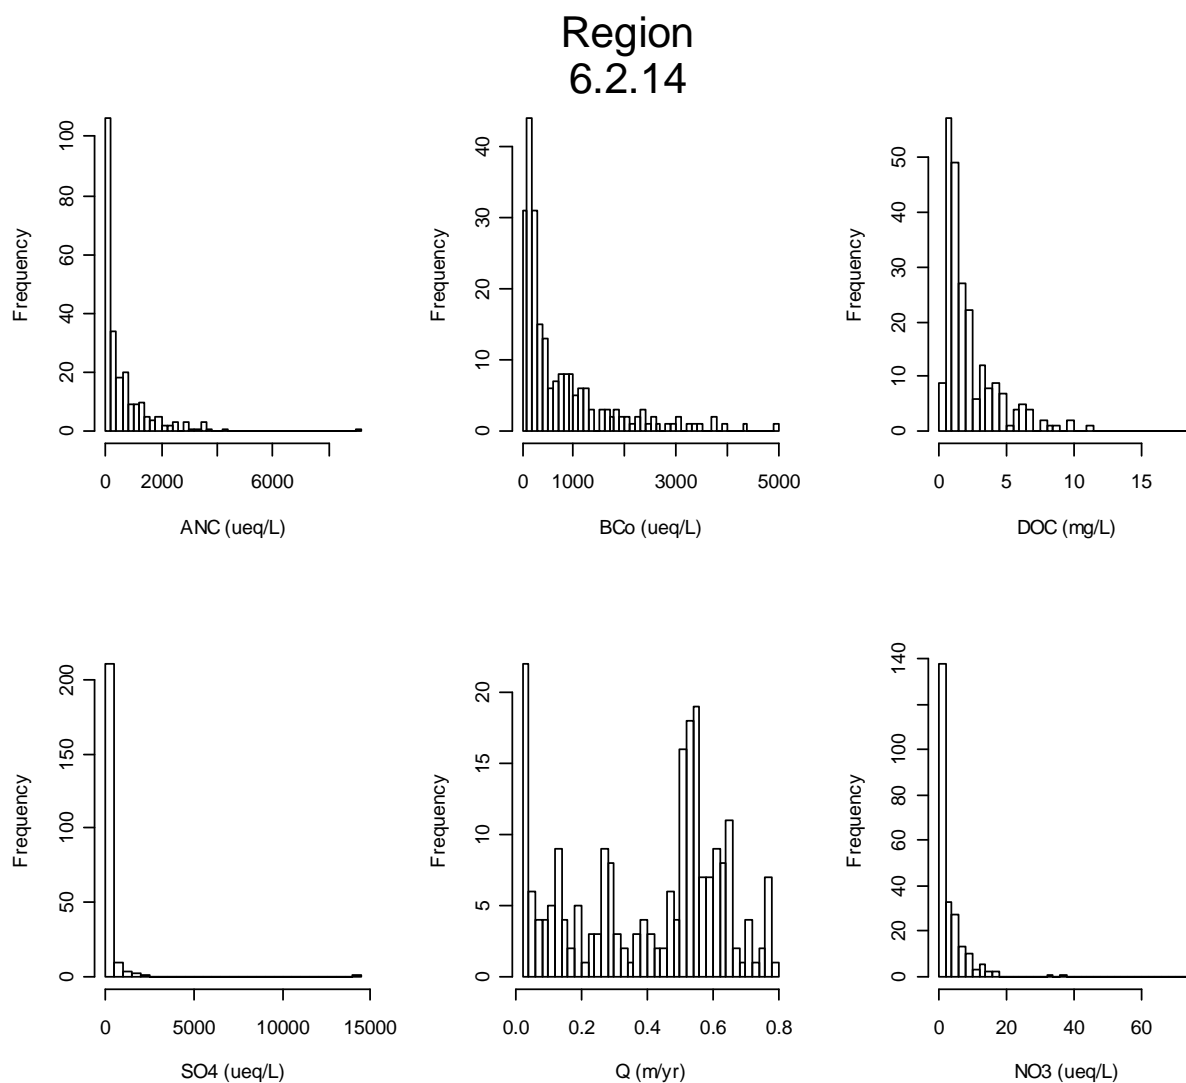 Region
6.2.14
Frequency
0 20 40 60 80 100
0 2000 6000
ANC (ueq/L)
Frequency
0 10 20 30 40
0 1000 3000 5000
BCo (ueq/L)
Frequency
0 10 20 30 40 50
0 5 10 15
DOC (mg/L)
Frequency
0 50 100 150 200
0 5000 10000 15000
SO4 (ueq/L)
Frequency
0 5 10 15 20
0.0 0.2 0.4 0.6 0.8
Q (m/yr)
Frequency
0 20 40 60 80 100 140
0 20 40 60
NO3 (ueq/L)